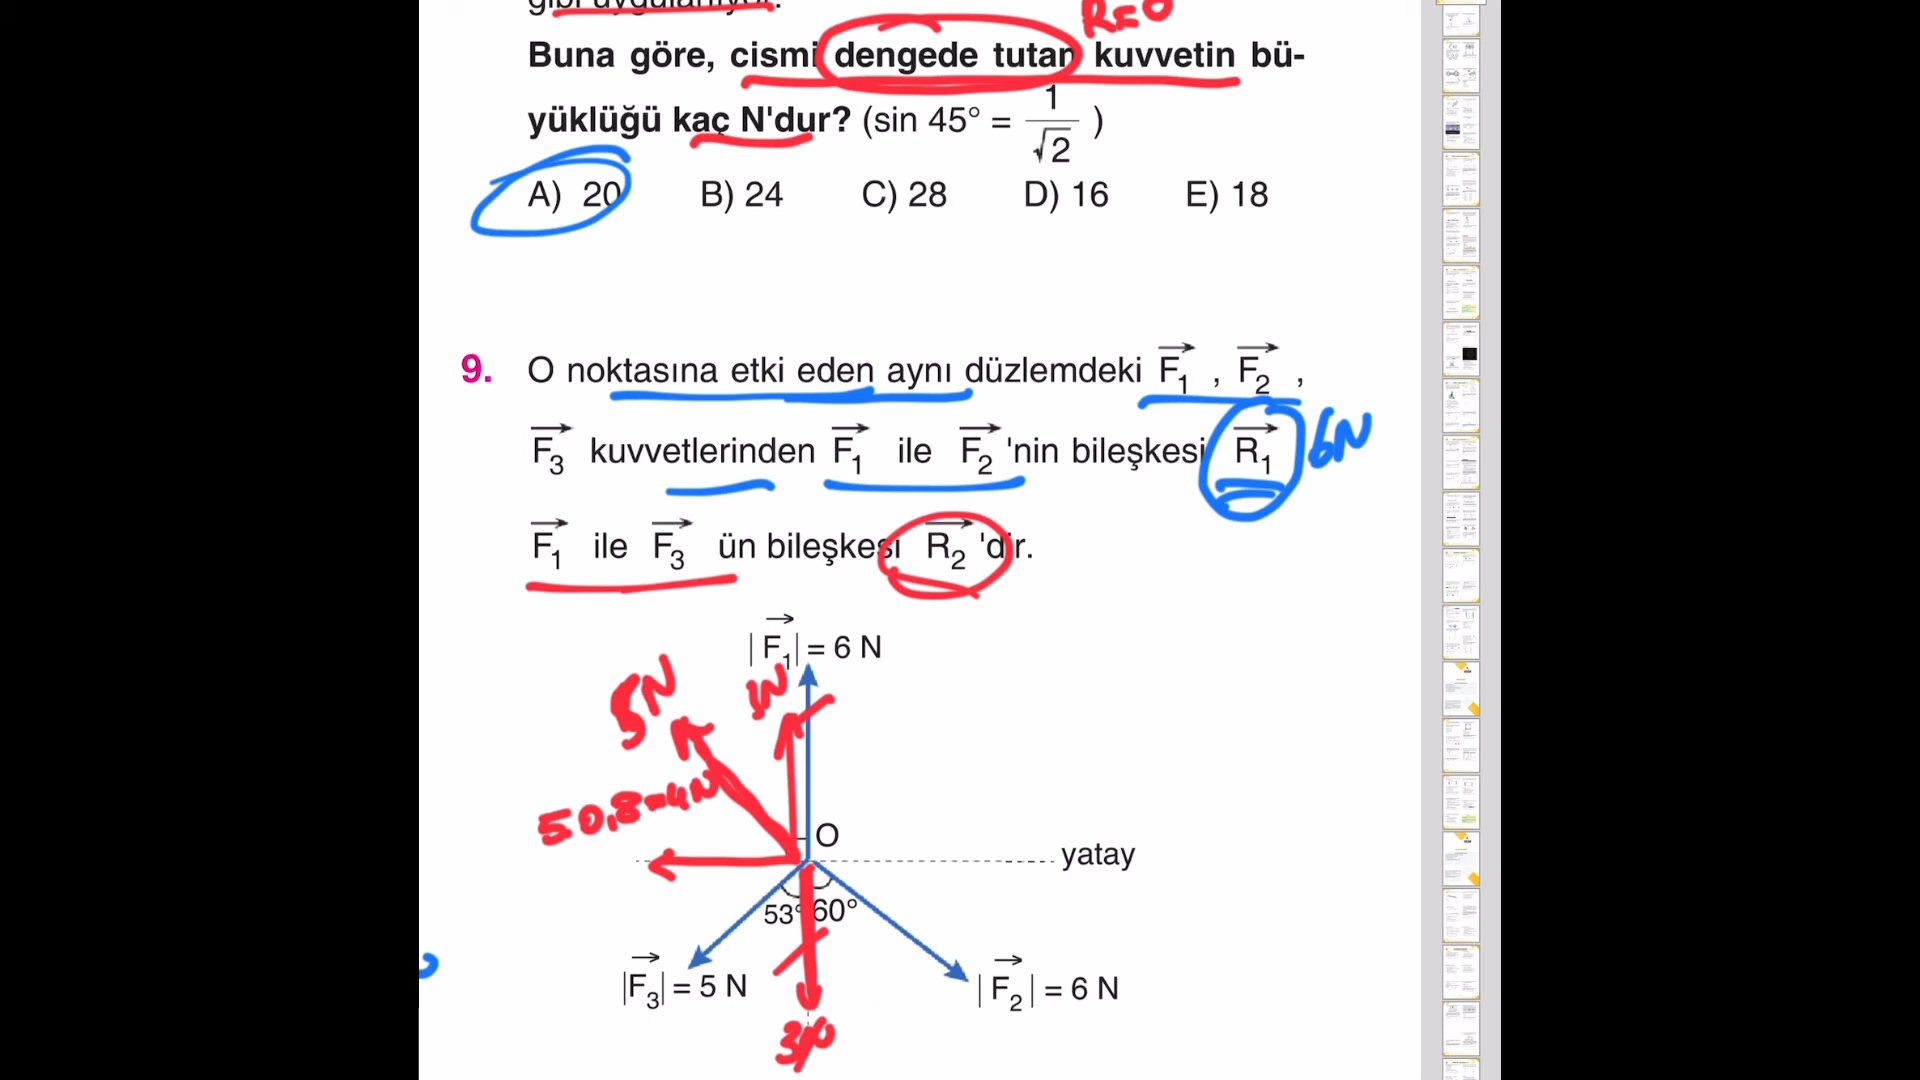 R=0
Buna göre, cismi dengede tutan kuvvetin bü-
yüklüğü kaç N'dur? (sin 45° = 1/√2 )
A) 20 B) 24 C) 28 D) 16 E) 18
9. O noktasına etki eden aynı düzlemdeki F1 , F2 ,
F3 kuvvetlerinden F1 ile F2 'nin bileşkesi R1 6N
F1 ile F3 ün bileşkesi R2 'dir.
|F1| = 6 N
5N
50,8=4N
O
yatay
53° 60°
|F3| = 5 N
|F2| = 6 N